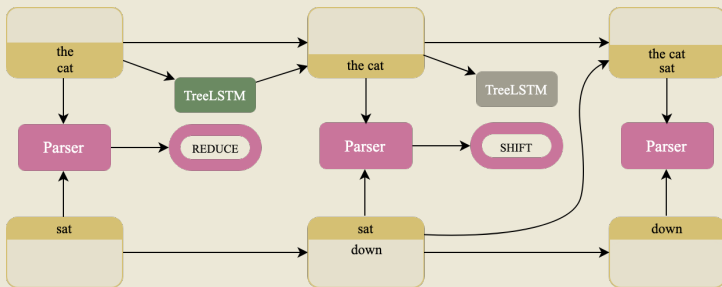 the
cat
the cat
the cat
sat
TreeLSTM
TreeLSTM
Parser
REDUCE
Parser
SHIFT
Parser
sat
sat
down
down